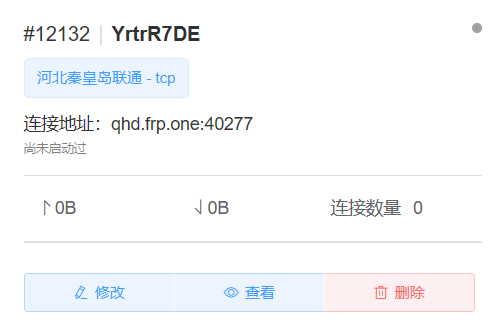 #12132 | YrtrR7DE
河北秦皇岛联通 - tcp
连接地址：qhd.frp.one:40277
尚未启动过
↑0B ↓0B 连接数量 0
修改 查看 删除